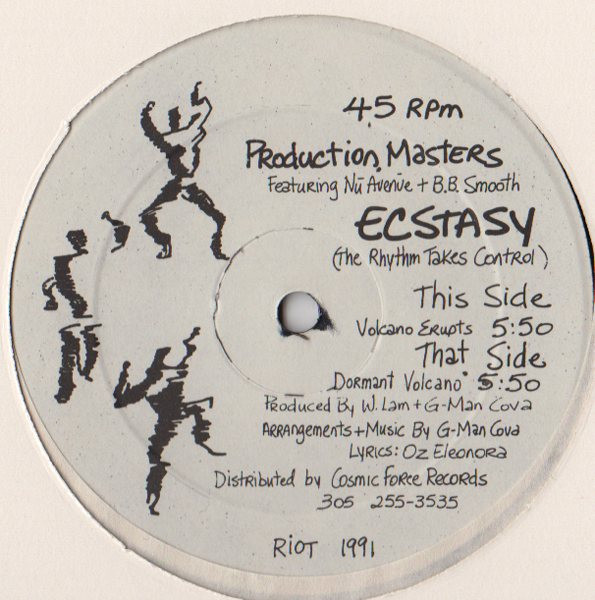 45 RPM
Production Masters
Featuring Nū Avenūe + B.B. Smooth
ECSTASY
(The Rhythm Takes Control)
This Side
Volcano Erupts 5:50
That Side
Dormant Volcano 5:50
Produced By W. Lam + G-Man Cova
Arrangements + Music By G-Man Cova
Lyrics: Oz Eleonora
Distributed by Cosmic Force Records
305 255-3535
RIOT 1991